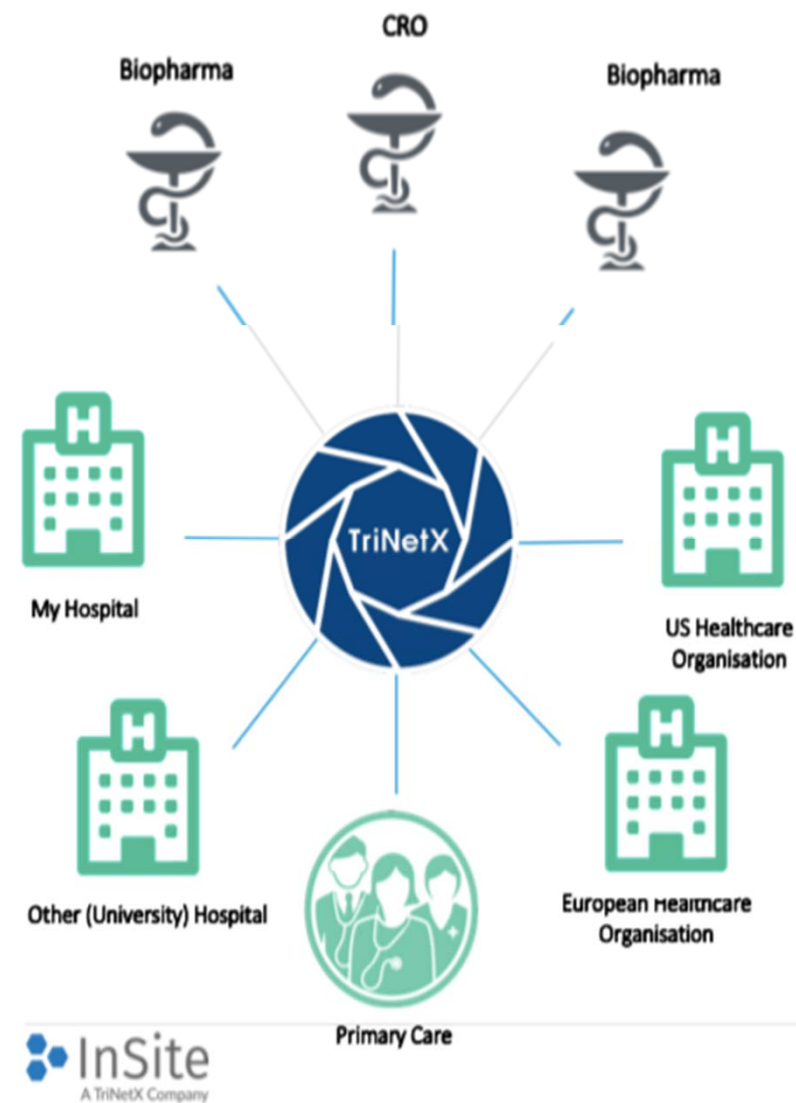 CRO
Biopharma
Biopharma
TriNetX
My Hospital
US Healthcare
Organisation
Other (University) Hospital
European Healthcare
Organisation
Primary Care
InSite
A TriNetX Company